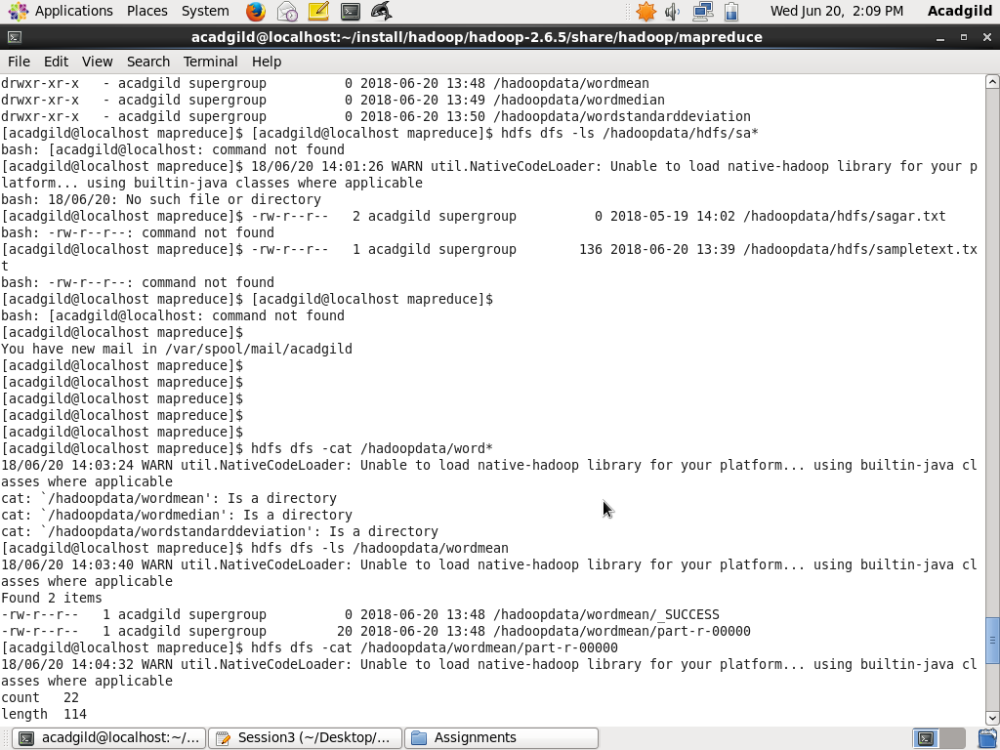 Applications Places System Wed Jun 20, 2:09 PM Acadgild
acadgild@localhost:~/install/hadoop/hadoop-2.6.5/share/hadoop/mapreduce
File Edit View Search Terminal Help
drwxr-xr-x   - acadgild supergroup          0 2018-06-20 13:48 /hadoopdata/wordmean
drwxr-xr-x   - acadgild supergroup          0 2018-06-20 13:49 /hadoopdata/wordmedian
drwxr-xr-x   - acadgild supergroup          0 2018-06-20 13:50 /hadoopdata/wordstandarddeviation
[acadgild@localhost mapreduce]$ [acadgild@localhost mapreduce]$ hdfs dfs -ls /hadoopdata/hdfs/sa*
bash: [acadgild@localhost: command not found
[acadgild@localhost mapreduce]$ 18/06/20 14:01:26 WARN util.NativeCodeLoader: Unable to load native-hadoop library for your p
latform... using builtin-java classes where applicable
bash: 18/06/20: No such file or directory
[acadgild@localhost mapreduce]$ -rw-r--r--   2 acadgild supergroup          0 2018-05-19 14:02 /hadoopdata/hdfs/sagar.txt
bash: -rw-r--r--: command not found
[acadgild@localhost mapreduce]$ -rw-r--r--   1 acadgild supergroup        136 2018-06-20 13:39 /hadoopdata/hdfs/sampletext.tx
t
bash: -rw-r--r--: command not found
[acadgild@localhost mapreduce]$ [acadgild@localhost mapreduce]$
bash: [acadgild@localhost: command not found
[acadgild@localhost mapreduce]$
You have new mail in /var/spool/mail/acadgild
[acadgild@localhost mapreduce]$
[acadgild@localhost mapreduce]$
[acadgild@localhost mapreduce]$
[acadgild@localhost mapreduce]$
[acadgild@localhost mapreduce]$
[acadgild@localhost mapreduce]$ hdfs dfs -cat /hadoopdata/word*
18/06/20 14:03:24 WARN util.NativeCodeLoader: Unable to load native-hadoop library for your platform... using builtin-java cl
asses where applicable
cat: `/hadoopdata/wordmean': Is a directory
cat: `/hadoopdata/wordmedian': Is a directory
cat: `/hadoopdata/wordstandarddeviation': Is a directory
[acadgild@localhost mapreduce]$ hdfs dfs -ls /hadoopdata/wordmean
18/06/20 14:03:40 WARN util.NativeCodeLoader: Unable to load native-hadoop library for your platform... using builtin-java cl
asses where applicable
Found 2 items
-rw-r--r--   1 acadgild supergroup          0 2018-06-20 13:48 /hadoopdata/wordmean/_SUCCESS
-rw-r--r--   1 acadgild supergroup         20 2018-06-20 13:48 /hadoopdata/wordmean/part-r-00000
[acadgild@localhost mapreduce]$ hdfs dfs -cat /hadoopdata/wordmean/part-r-00000
18/06/20 14:04:32 WARN util.NativeCodeLoader: Unable to load native-hadoop library for your platform... using builtin-java cl
asses where applicable
count   22
length  114
acadgild@localhost:~/... Session3 (~/Desktop/... Assignments